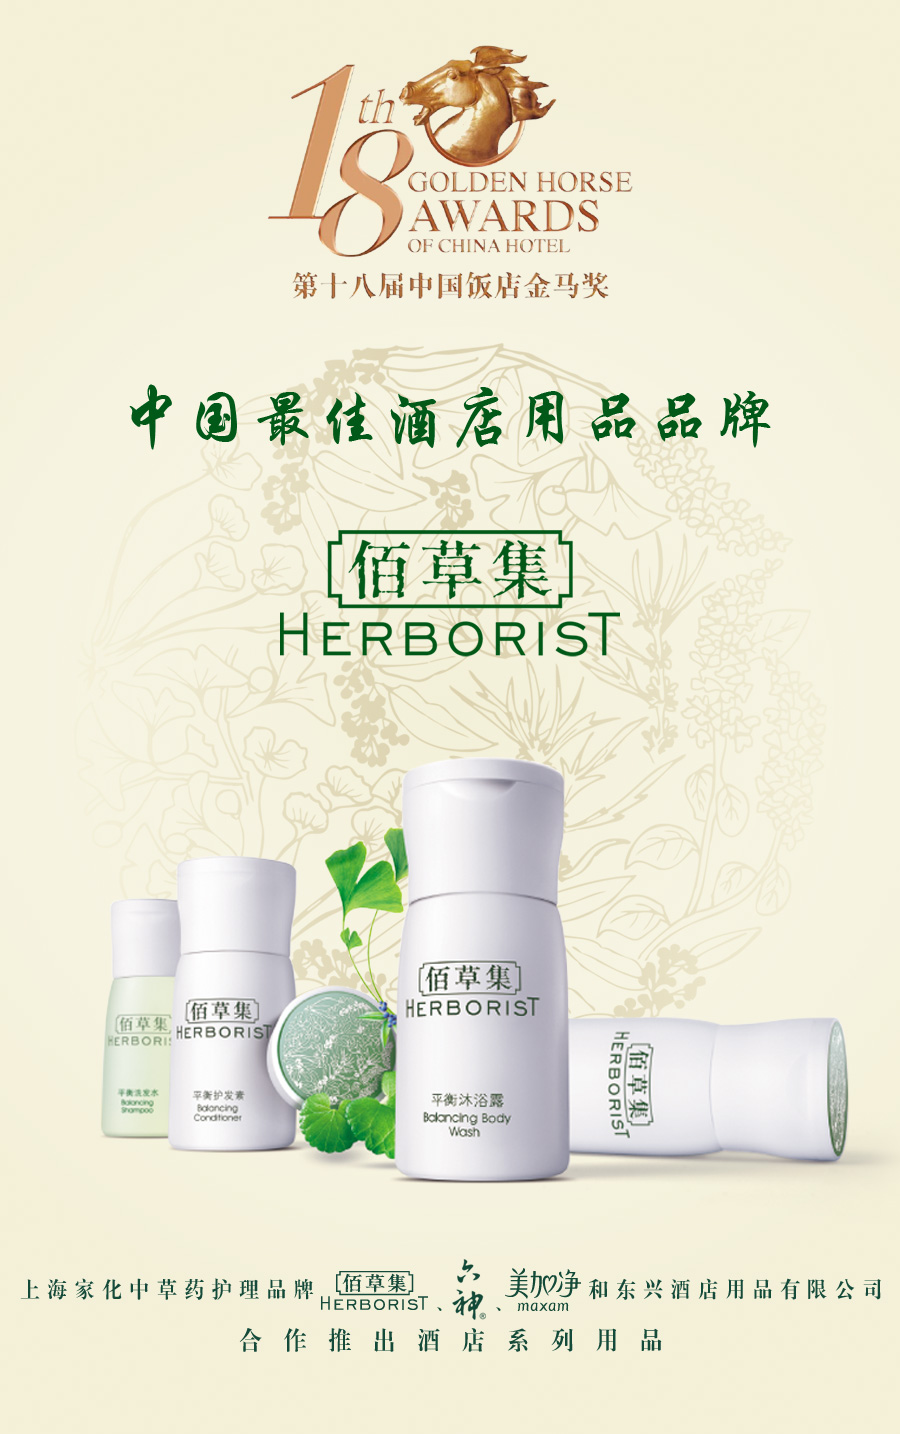 18th
GOLDEN HORSE
AWARDS
OF CHINA HOTEL
第十八届中国饭店金马奖
中国最佳酒店用品品牌
佰草集
HERBORIST
佰草集
HERBORIS
平衡洗发水
Balancing
Shampoo
佰草集
HERBORIST
平衡护发素
Balancing
Conditioner
佰草集
HERBORIST
平衡沐浴露
Balancing Body
Wash
佰草集
HERBORIST
上海家化中草药护理品牌 佰草集 HERBORIST、六神®、美加净 maxam 和东兴酒店用品有限公司
合作推出酒店系列用品